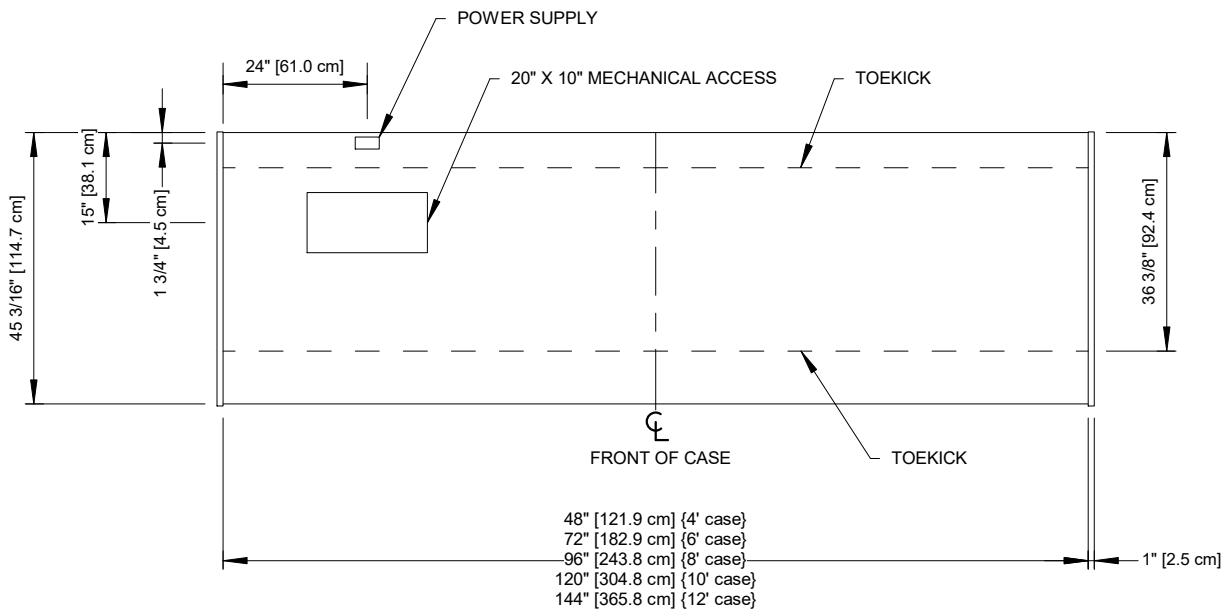 POWER SUPPLY
24" [61.0 cm]
20" X 10" MECHANICAL ACCESS
TOEKICK
45 3/16" [114.7 cm]
15" [38.1 cm]
1 3/4" [4.5 cm]
36 3/8" [92.4 cm]
℄
FRONT OF CASE
TOEKICK
48" [121.9 cm] {4' case}
72" [182.9 cm] {6' case}
96" [243.8 cm] {8' case}
120" [304.8 cm] {10' case}
144" [365.8 cm] {12' case}
1" [2.5 cm]